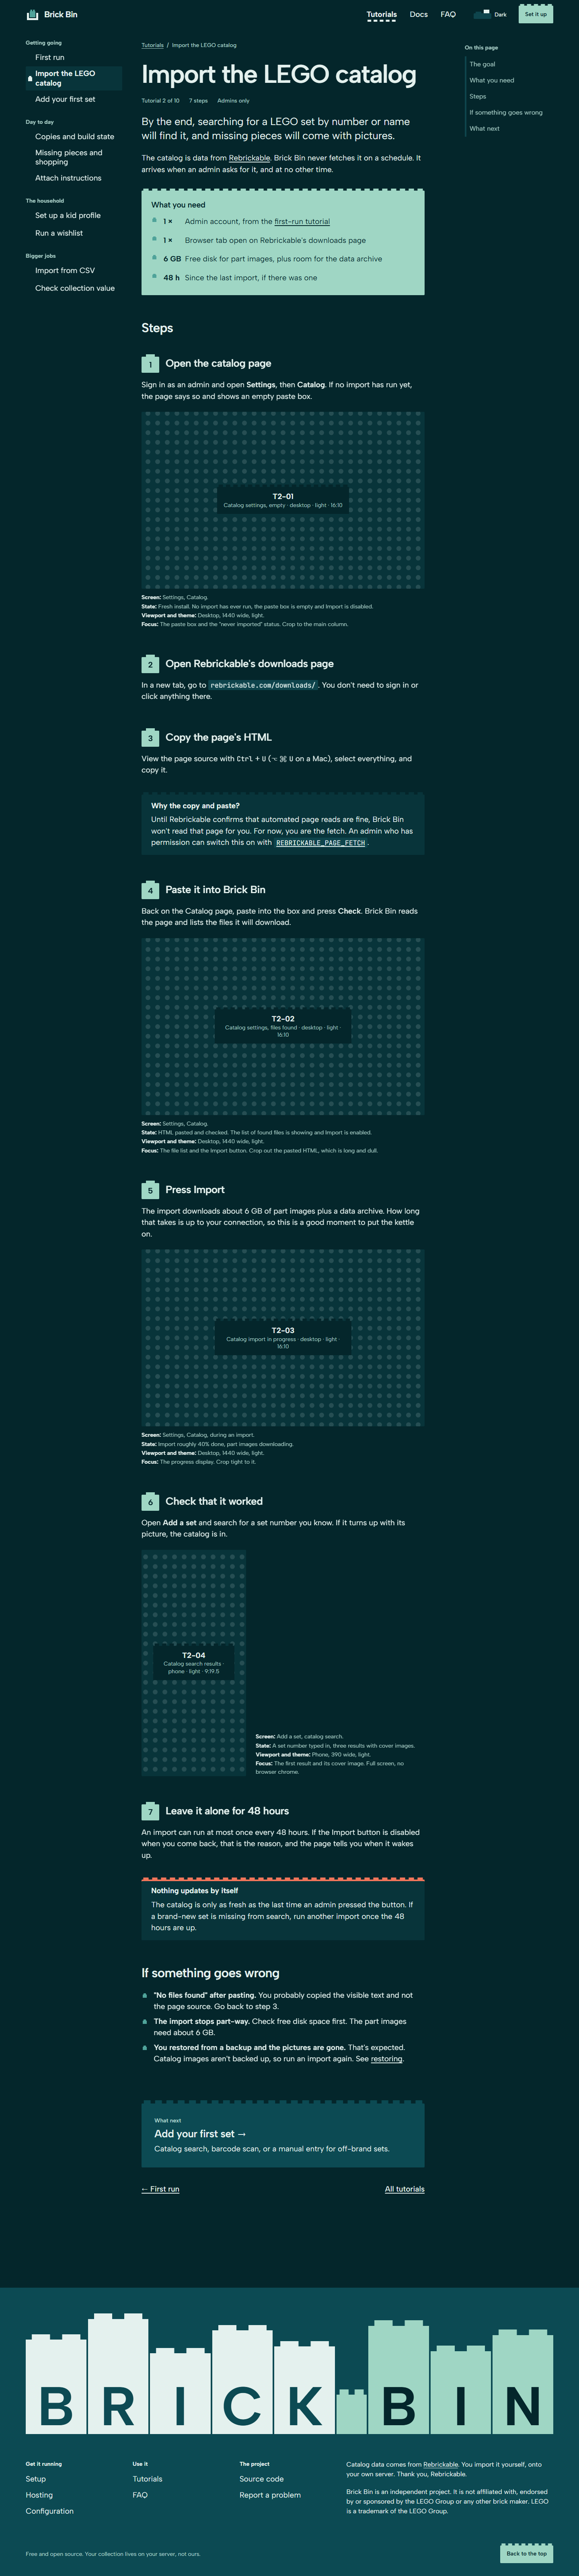 Brick Bin
Tutorials
Docs
FAQ
Dark
Set it up
Getting going
First run
Import the LEGO
catalog
Add your first set
Day to day
Copies and build state
Missing pieces and
shopping
Attach instructions
The household
Set up a kid profile
Run a wishlist
Bigger jobs
Import from CSV
Check collection value
Tutorials / Import the LEGO catalog
Import the LEGO catalog
Tutorial 2 of 10 7 steps Admins only
By the end, searching for a LEGO set by number or name
will find it, and missing pieces will come with pictures.
The catalog is data from Rebrickable. Brick Bin never fetches it on a schedule. It
arrives when an admin asks for it, and at no other time.
What you need
1 × Admin account, from the first-run tutorial
1 × Browser tab open on Rebrickable's downloads page
6 GB Free disk for part images, plus room for the data archive
48 h Since the last import, if there was one
On this page
The goal
What you need
Steps
If something goes wrong
What next
Steps
1 Open the catalog page
Sign in as an admin and open Settings, then Catalog. If no import has run yet,
the page says so and shows an empty paste box.
T2-01
Catalog settings, empty · desktop · light · 16:10
Screen: Settings, Catalog.
State: Fresh install. No import has ever run, the paste box is empty and Import is disabled.
Viewport and theme: Desktop, 1440 wide, light.
Focus: The paste box and the "never imported" status. Crop to the main column.
2 Open Rebrickable's downloads page
In a new tab, go to rebrickable.com/downloads/ . You don't need to sign in or
click anything there.
3 Copy the page's HTML
View the page source with Ctrl + U (⌥ ⌘ U on a Mac), select everything, and
copy it.
Why the copy and paste?
Until Rebrickable confirms that automated page reads are fine, Brick Bin
won't read that page for you. For now, you are the fetch. An admin who has
permission can switch this on with REBRICKABLE_PAGE_FETCH .
4 Paste it into Brick Bin
Back on the Catalog page, paste into the box and press Check. Brick Bin reads
the page and lists the files it will download.
T2-02
Catalog settings, files found · desktop · light ·
16:10
Screen: Settings, Catalog.
State: HTML pasted and checked. The list of found files is showing and Import is enabled.
Viewport and theme: Desktop, 1440 wide, light.
Focus: The file list and the Import button. Crop out the pasted HTML, which is long and dull.
5 Press Import
The import downloads about 6 GB of part images plus a data archive. How long
that takes is up to your connection, so this is a good moment to put the kettle
on.
T2-03
Catalog import in progress · desktop · light ·
16:10
Screen: Settings, Catalog, during an import.
State: Import roughly 40% done, part images downloading.
Viewport and theme: Desktop, 1440 wide, light.
Focus: The progress display. Crop tight to it.
6 Check that it worked
Open Add a set and search for a set number you know. If it turns up with its
picture, the catalog is in.
T2-04
Catalog search results ·
phone · light · 9:19.5
Screen: Add a set, catalog search.
State: A set number typed in, three results with cover images.
Viewport and theme: Phone, 390 wide, light.
Focus: The first result and its cover image. Full screen, no
browser chrome.
7 Leave it alone for 48 hours
An import can run at most once every 48 hours. If the Import button is disabled
when you come back, that is the reason, and the page tells you when it wakes
up.
Nothing updates by itself
The catalog is only as fresh as the last time an admin pressed the button. If
a brand-new set is missing from search, run another import once the 48
hours are up.
If something goes wrong
"No files found" after pasting. You probably copied the visible text and not
the page source. Go back to step 3.
The import stops part-way. Check free disk space first. The part images
need about 6 GB.
You restored from a backup and the pictures are gone. That's expected.
Catalog images aren't backed up, so run an import again. See restoring.
What next
Add your first set →
Catalog search, barcode scan, or a manual entry for off-brand sets.
← First run
All tutorials
BRICK BIN
Get it running
Setup
Hosting
Configuration
Use it
Tutorials
FAQ
The project
Source code
Report a problem
Catalog data comes from Rebrickable. You import it yourself, onto
your own server. Thank you, Rebrickable.
Brick Bin is an independent project. It is not affiliated with, endorsed
by or sponsored by the LEGO Group or any other brick maker. LEGO
is a trademark of the LEGO Group.
Free and open source. Your collection lives on your server, not ours.
Back to the top